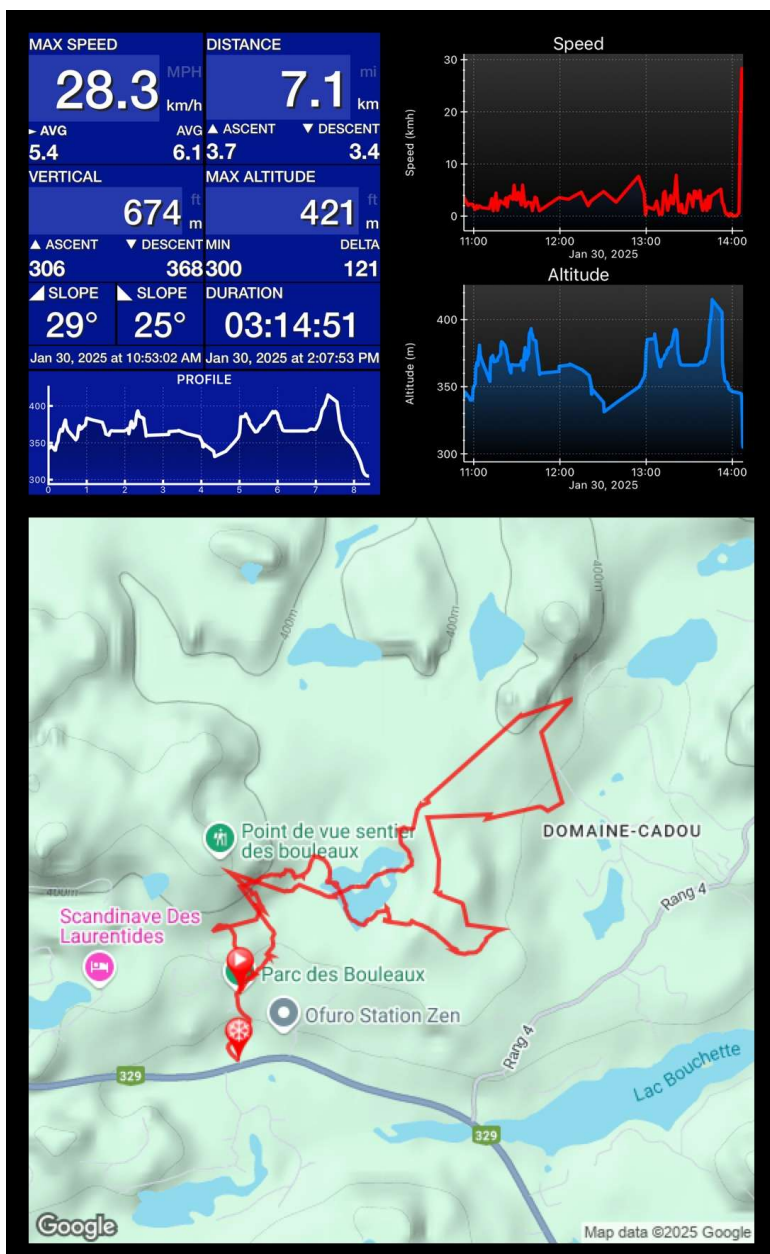 MAX SPEED
28.3
MPH
km/h
► AVG
AVG
5.4
6.1
DISTANCE
7.1
mi
km
▲ ASCENT
▼ DESCENT
3.7
3.4
VERTICAL
674
ft
m
▲ ASCENT
▼ DESCENT
306
368
MAX ALTITUDE
421
ft
m
MIN
DELTA
300
121
SLOPE
29°
SLOPE
25°
DURATION
03:14:51
Jan 30, 2025 at 10:53:02 AM
Jan 30, 2025 at 2:07:53 PM
PROFILE
400
350
300
0 1 2 3 4 5 6 7 8
Speed
Speed (kmh)
30
20
10
0
11:00 12:00 13:00 14:00
Jan 30, 2025
Altitude
Altitude (m)
400
350
300
11:00 12:00 13:00 14:00
Jan 30, 2025
400m
400m
400m
400m
Point de vue sentier
des bouleaux
DOMAINE-CADOU
Scandinave Des
Laurentides
Rang 4
Parc des Bouleaux
Ofuro Station Zen
Rang 4
Lac Bouchette
329
329
Google
Map data ©2025 Google